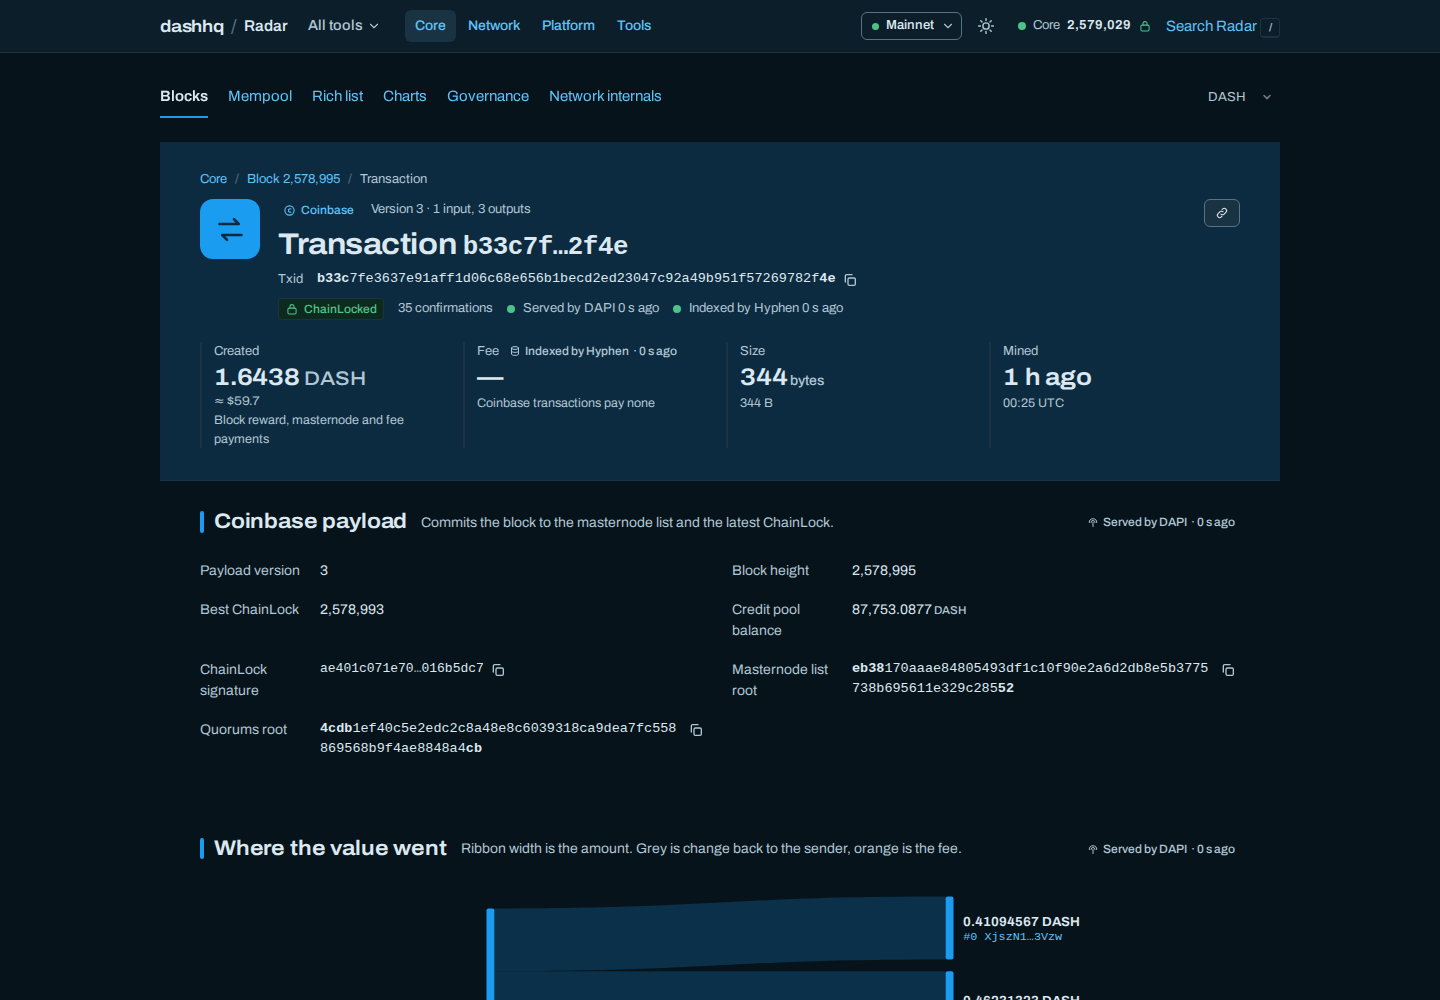 dashhq / Radar All tools Core Network Platform Tools Mainnet Core 2,579,029 Search Radar /
Blocks Mempool Rich list Charts Governance Network internals DASH
Core / Block 2,578,995 / Transaction
Coinbase Version 3 · 1 input, 3 outputs
Transaction b33c7f…2f4e
Txid b33c7fe3637e91aff1d06c68e656b1becd2ed23047c92a49b951f57269782f4e
ChainLocked 35 confirmations Served by DAPI 0 s ago Indexed by Hyphen 0 s ago
Created Fee Indexed by Hyphen · 0 s ago Size Mined
1.6438 DASH — 344 bytes 1 h ago
≈ $59.7 Coinbase transactions pay none 344 B 00:25 UTC
Block reward, masternode and fee
payments
Coinbase payload Commits the block to the masternode list and the latest ChainLock. Served by DAPI · 0 s ago
Payload version 3 Block height 2,578,995
Best ChainLock 2,578,993 Credit pool 87,753.0877 DASH
balance
ChainLock ae401c071e70…016b5dc7 Masternode list eb38170aaae84805493df1c10f90e2a6d2db8e5b3775
signature root 738b695611e329c28552
Quorums root 4cdb1ef40c5e2edc2c8a48e8c6039318ca9dea7fc558
869568b9f4ae8848a4cb
Where the value went Ribbon width is the amount. Grey is change back to the sender, orange is the fee. Served by DAPI · 0 s ago
0.41094567 DASH
#0 XjszN1…3Vzw